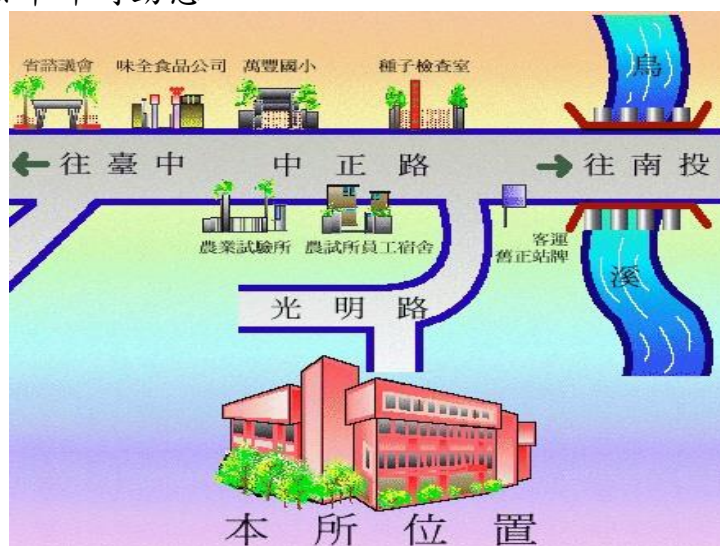 省諮議會 味全食品公司 萬豐國小 種子檢查室 烏
←往臺中 中正路 →往南投
農業試驗所 農試所員工宿舍 客運
舊正站牌
溪
光明路
本所位置